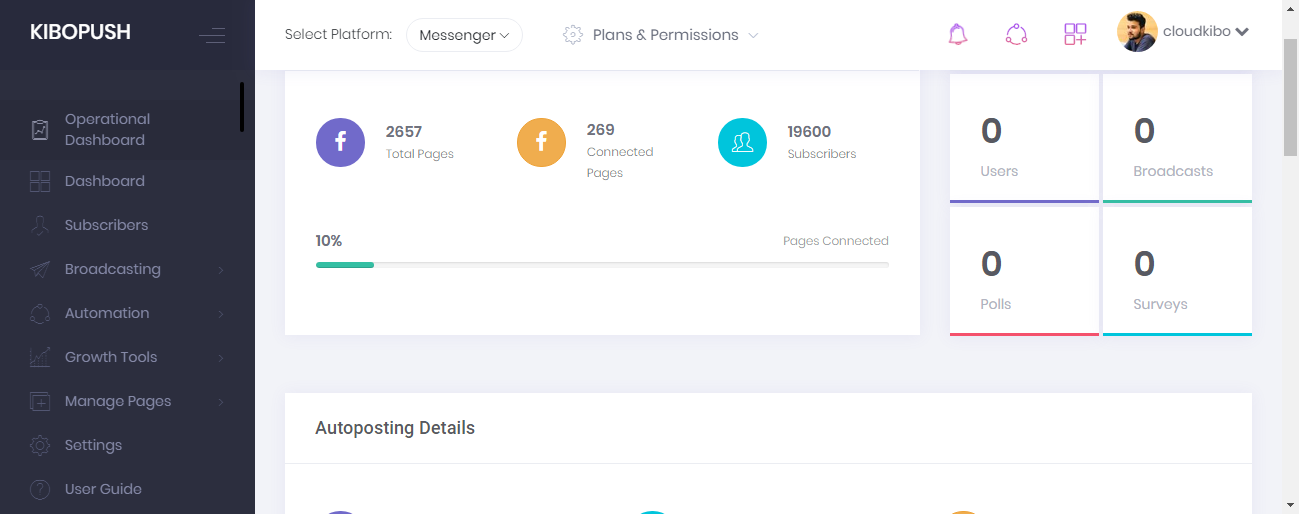 KIBOPUSH
Select Platform:
Messenger
Plans & Permissions
cloudkibo
Operational
Dashboard
Dashboard
Subscribers
Broadcasting
Automation
Growth Tools
Manage Pages
Settings
User Guide
2657
Total Pages
269
Connected
Pages
19600
Subscribers
10%
Pages Connected
0
Users
0
Broadcasts
0
Polls
0
Surveys
Autoposting Details